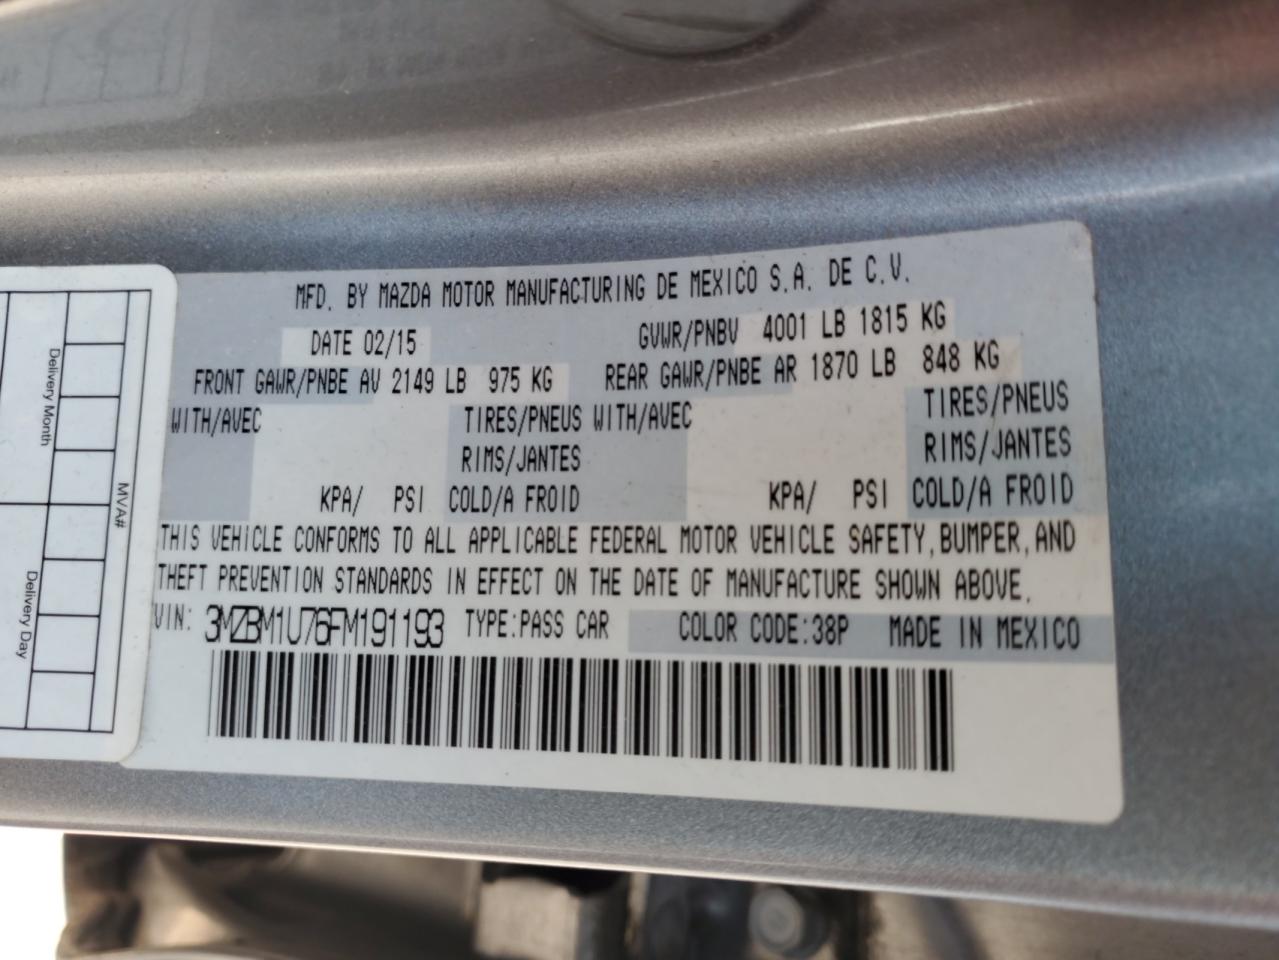 MFD. BY MAZDA MOTOR MANUFACTURING DE MEXICO S.A. DE C.V.
DATE 02/15 GVWR/PNBV 4001 LB 1815 KG
FRONT GAWR/PNBE AV 2149 LB 975 KG REAR GAWR/PNBE AR 1870 LB 848 KG
WITH/AVEC TIRES/PNEUS WITH/AVEC TIRES/PNEUS
RIMS/JANTES RIMS/JANTES
KPA/ PSI COLD/A FROID KPA/ PSI COLD/A FROID
THIS VEHICLE CONFORMS TO ALL APPLICABLE FEDERAL MOTOR VEHICLE SAFETY, BUMPER, AND
THEFT PREVENTION STANDARDS IN EFFECT ON THE DATE OF MANUFACTURE SHOWN ABOVE.
VIN: 3MZBM1U76FM191193 TYPE:PASS CAR COLOR CODE:38P MADE IN MEXICO
MVA#
Delivery Month
Delivery Day